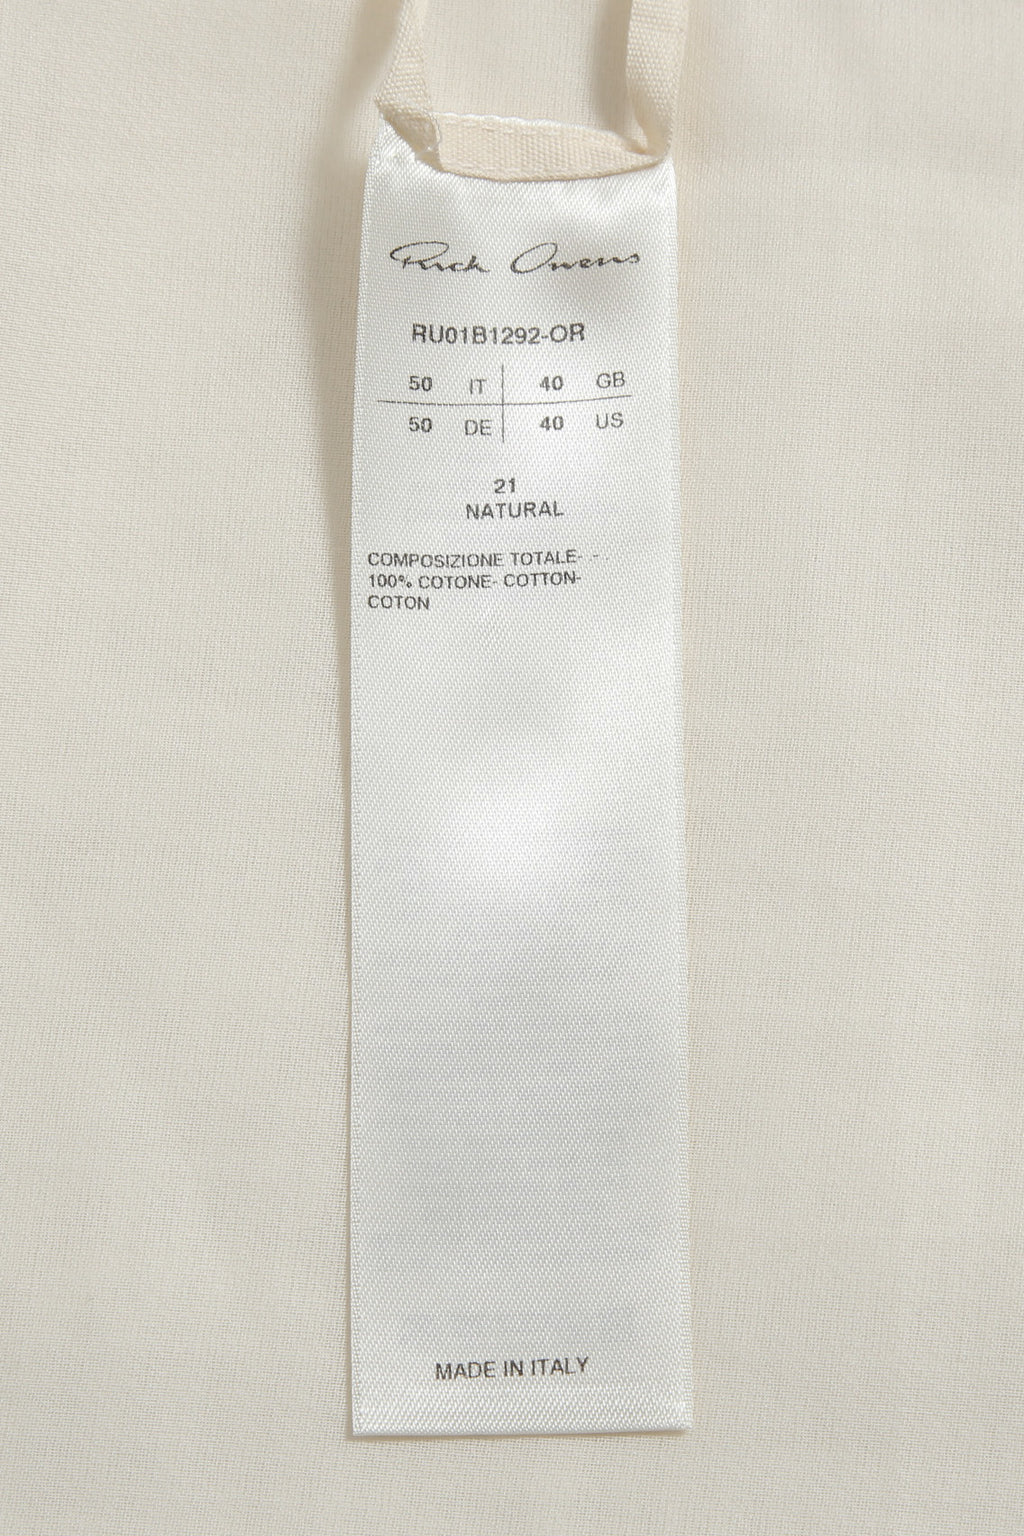 Rick Owens
RU01B1292-OR
50 IT 40 GB
50 DE 40 US
21
NATURAL
COMPOSIZIONE TOTALE- - -
100% COTONE- COTTON-
COTON
MADE IN ITALY